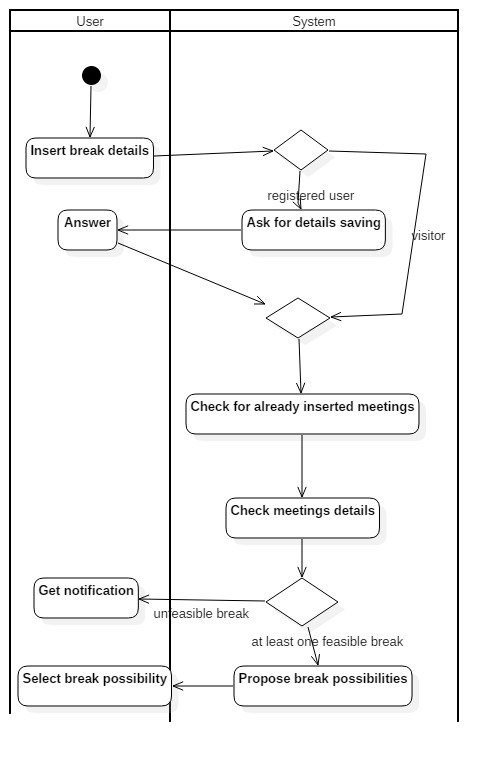 User
System
Insert break details
registered user
Answer
Ask for details saving
visitor
Check for already inserted meetings
Check meetings details
Get notification
unfeasible break
at least one feasible break
Select break possibility
Propose break possibilities